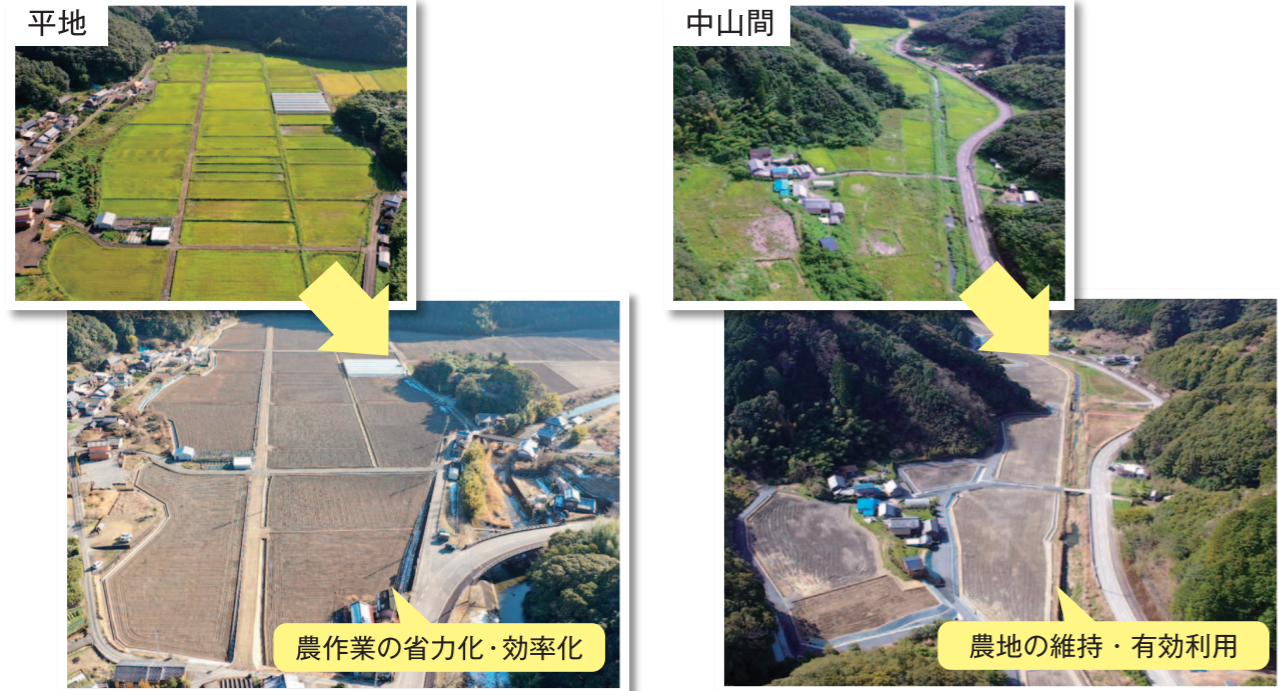 平地
中山間
農作業の省力化・効率化
農地の維持・有効利用